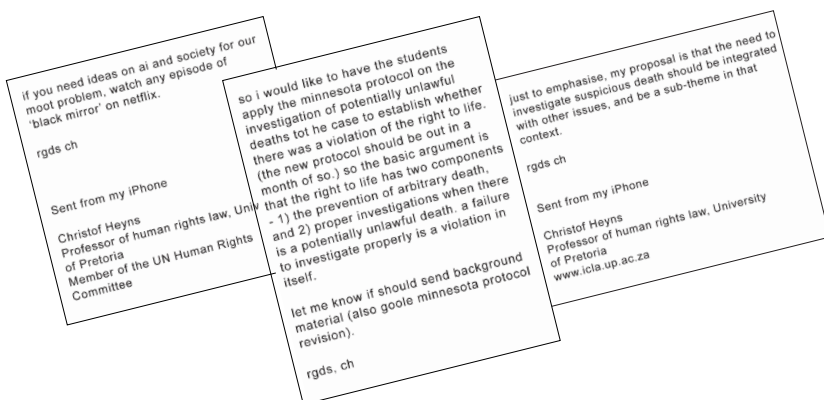 if you need ideas on ai and society for our
moot problem, watch any episode of
'black mirror' on netflix.
rgds ch
Sent from my iPhone
Christof Heyns
Professor of human rights law, Univ
of Pretoria
Member of the UN Human Rights
Committee
so i would like to have the students
apply the minnesota protocol on the
investigation of potentially unlawful
deaths tot he case to establish whether
there was a violation of the right to life.
(the new protocol should be out in a
month of so.) so the basic argument is
that the right to life has two components
- 1) the prevention of arbitrary death,
and 2) proper investigations when there
is a potentially unlawful death. a failure
to investigate properly is a violation in
itself.
let me know if should send background
material (also goole minnesota protocol
revision).
rgds, ch
just to emphasise, my proposal is that the need to
investigate suspicious death should be integrated
with other issues, and be a sub-theme in that
context.
rgds ch
Sent from my iPhone
Christof Heyns
Professor of human rights law, University
of Pretoria
www.icla.up.ac.za